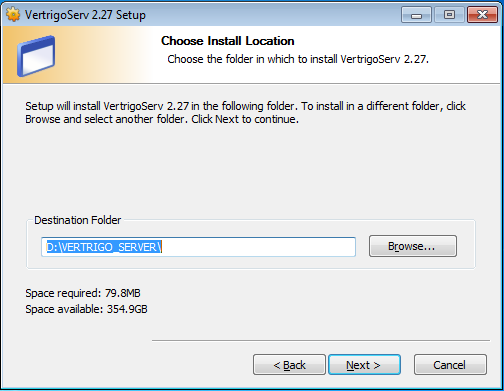 VertrigoServ 2.27 Setup
Choose Install Location
Choose the folder in which to install VertrigoServ 2.27.
Setup will install VertrigoServ 2.27 in the following folder. To install in a different folder, click
Browse and select another folder. Click Next to continue.
Destination Folder
D:\VERTRIGO_SERVER\
Browse...
Space required: 79.8MB
Space available: 354.9GB
< Back
Next >
Cancel